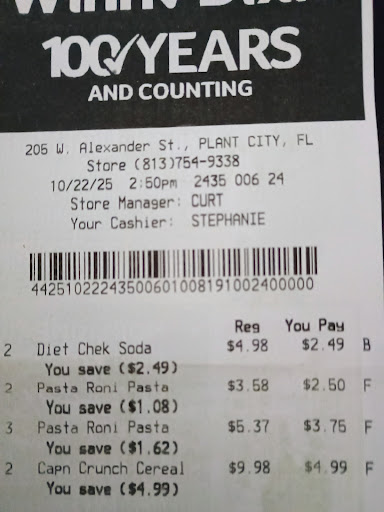 100 YEARS
AND COUNTING
205 W. Alexander St., PLANT CITY, FL
Store (813)754-9338
10/22/25 2:50pm 2435 006 24
Store Manager: CURT
Your Cashier: STEPHANIE
44251022243500601008191002400000
Reg You Pay
2 Diet Chek Soda $4.98 $2.49 B
You save ($2.49)
2 Pasta Roni Pasta $3.58 $2.50 F
You save ($1.08)
3 Pasta Roni Pasta $5.37 $3.75 F
You save ($1.62)
2 Capn Crunch Cereal $9.98 $4.99 F
You save ($4.99)